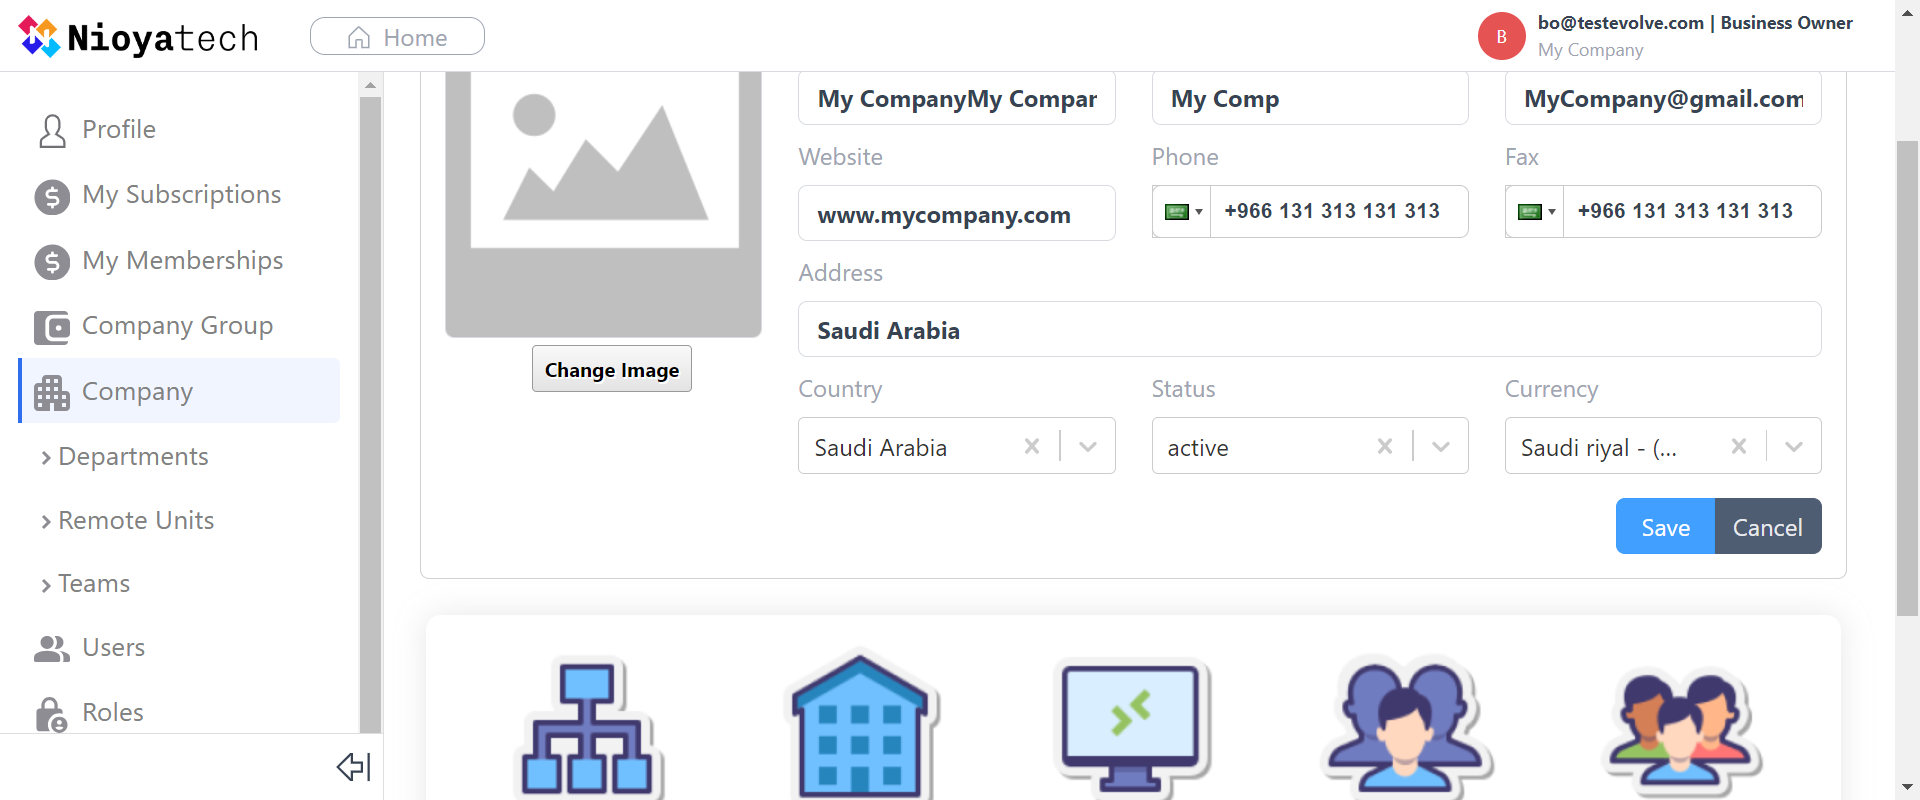 Nioyatech
Home
B
bo@testevolve.com | Business Owner
My Company
Profile
My Subscriptions
My Memberships
Company Group
Company
Departments
Remote Units
Teams
Users
Roles
Change Image
My CompanyMy Compar
My Comp
MyCompany@gmail.com
Website
Phone
Fax
www.mycompany.com
+966 131 313 131 313
+966 131 313 131 313
Address
Saudi Arabia
Country
Status
Currency
Saudi Arabia
active
Saudi riyal - (...
Save
Cancel